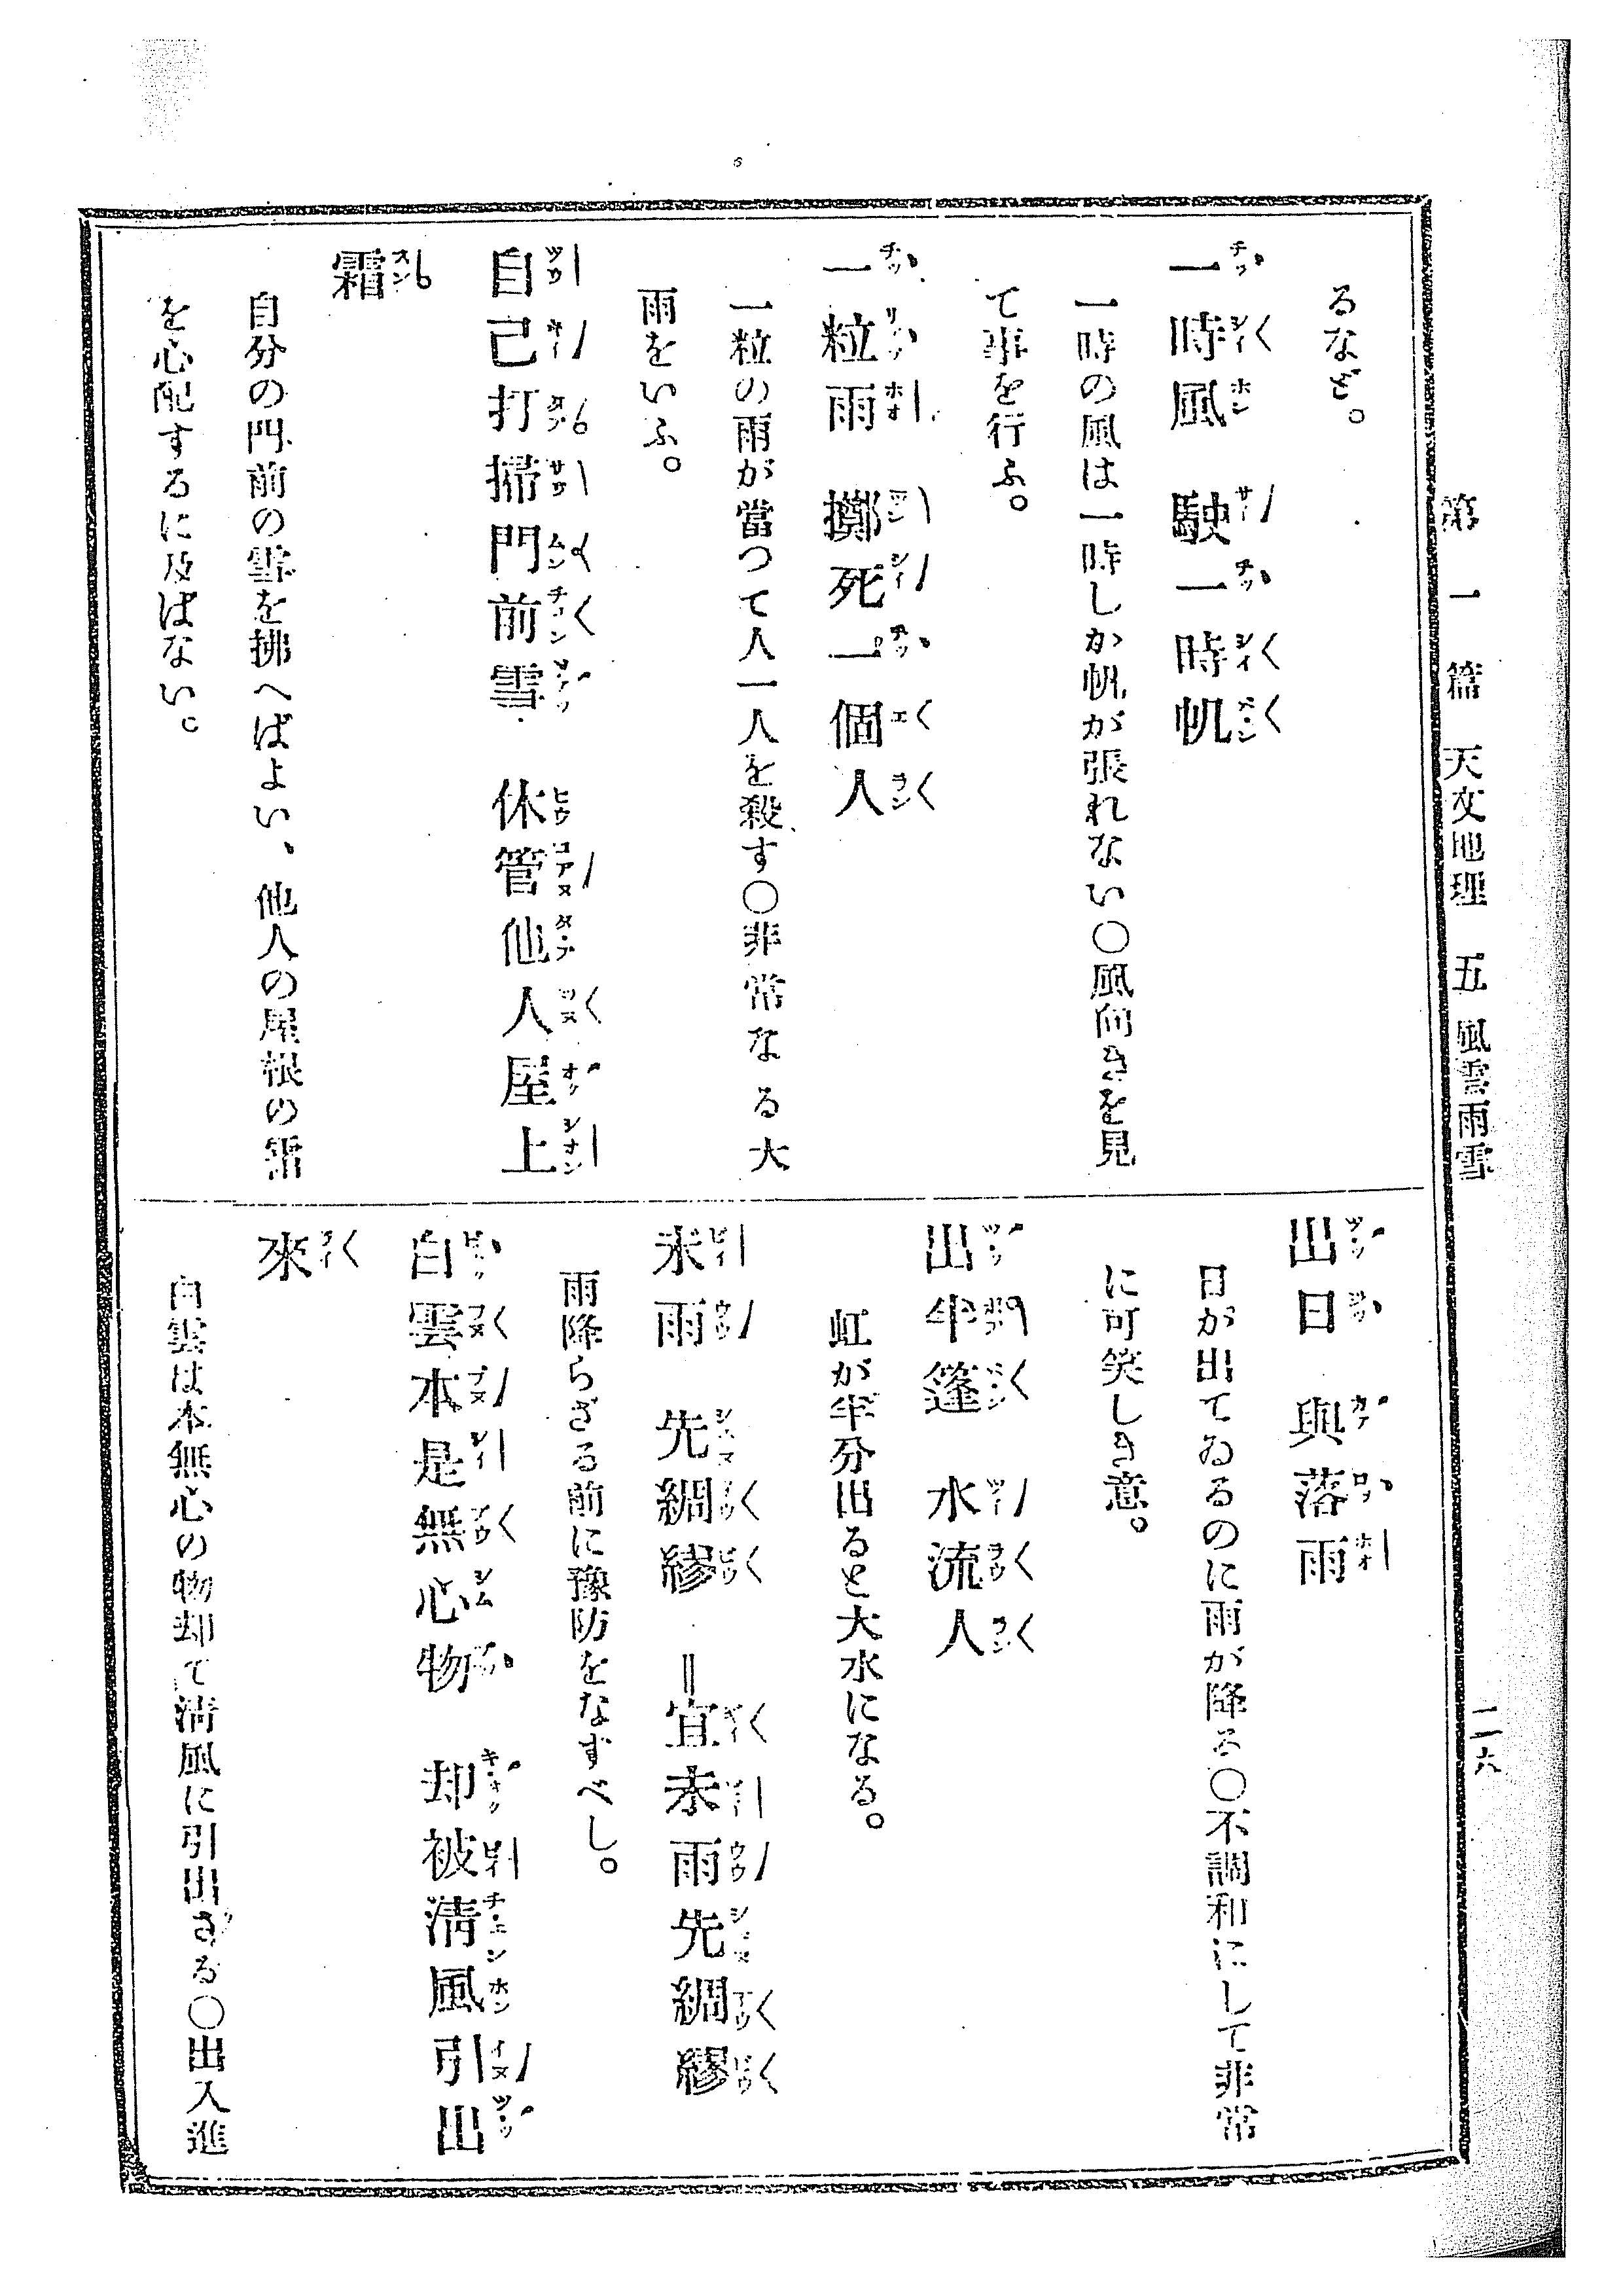 第一篇 天文地理 五 風雲雨雪
二六
るなど。
一時風 駛一時帆
一時の風は一時しか帆が張れない〇風向きを見
て事を行ふ。
一粒雨 擲死一個人
一粒の雨が當つて人一人を殺す〇非常なる大
雨をいふ。
自己打掃門前雪 休管他人屋上
霜
自分の門前の雪を拂へばよい、他人の屋根の霜
を心配するに及ばない。
出日 與落雨
日が出てゐるのに雨が降る〇不調和にして非常
に可笑しき意。
出半篷 水流人
虹が半分出ると大水になる。
未雨 先綢繆 =宜未雨先綢繆
雨降らざる前に豫防をなすべし。
白雲本是無心物 却被淸風引出
來
白雲は本無心の物却て淸風に引出さる〇出入進